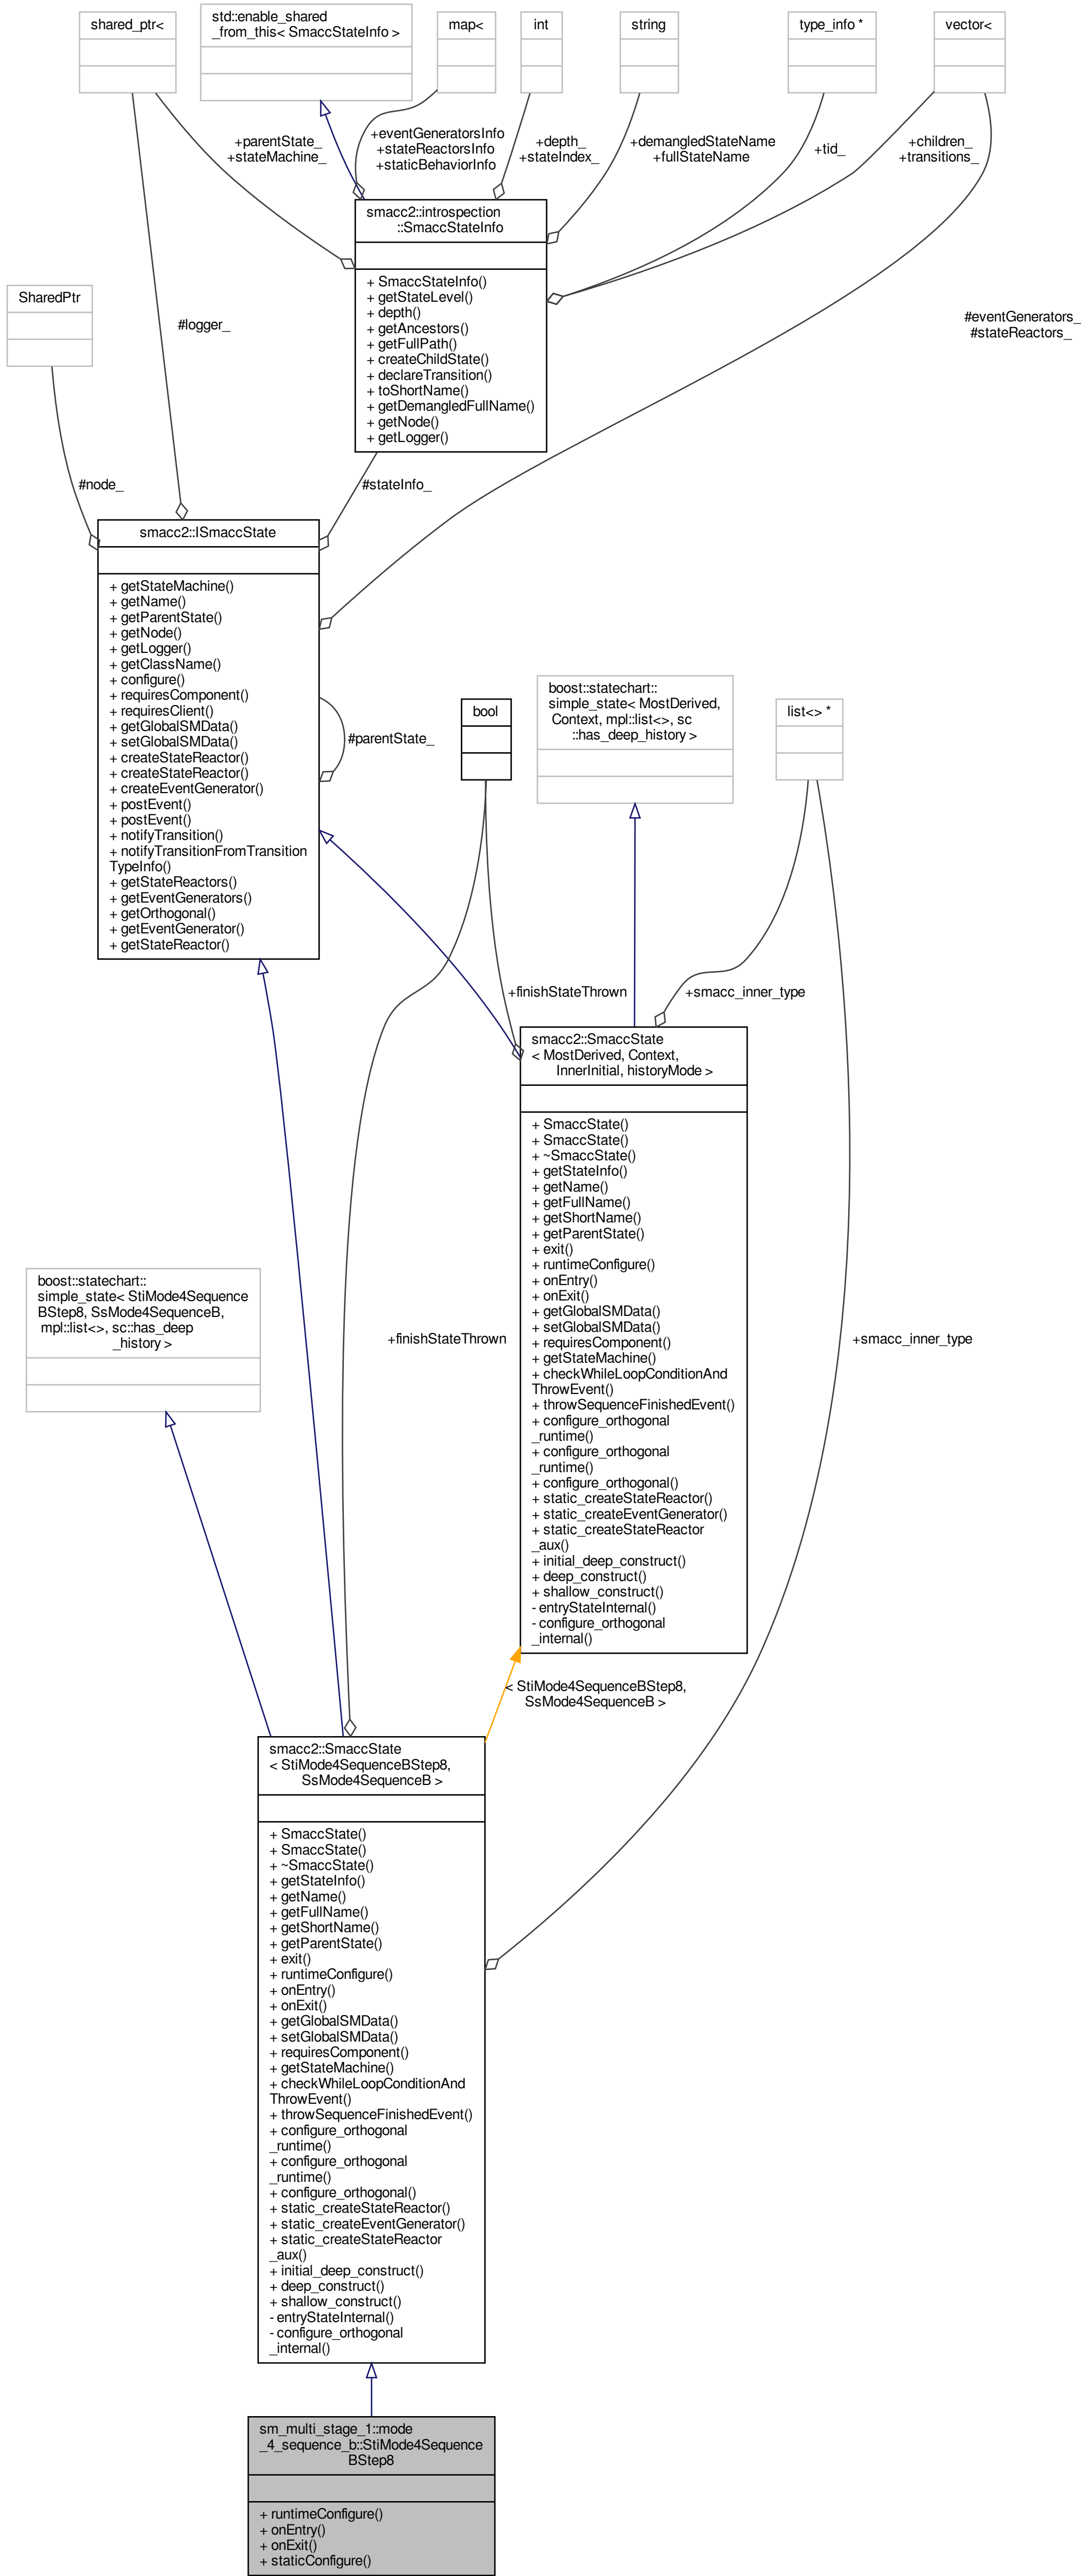 shared_ptr<
std::enable_shared
_from_this< SmaccStateInfo >
map<
int
string
type_info *
vector<
+parentState_
+stateMachine_
+eventGeneratorsInfo
+stateReactorsInfo
+staticBehaviorInfo
+depth_
+stateIndex_
+demangledStateName
+fullStateName
+tid_
+children_
+transitions_
smacc2::introspection
::SmaccStateInfo
+ SmaccStateInfo()
+ getStateLevel()
+ depth()
+ getAncestors()
+ getFullPath()
+ createChildState()
+ declareTransition()
+ toShortName()
+ getDemangledFullName()
+ getNode()
+ getLogger()
SharedPtr
#logger_
#eventGenerators_
#stateReactors_
#node_
#stateInfo_
smacc2::ISmaccState
+ getStateMachine()
+ getName()
+ getParentState()
+ getNode()
+ getLogger()
+ getClassName()
+ configure()
+ requiresComponent()
+ requiresClient()
+ getGlobalSMData()
+ setGlobalSMData()
+ createStateReactor()
+ createStateReactor()
+ createEventGenerator()
+ postEvent()
+ postEvent()
+ notifyTransition()
+ notifyTransitionFromTransition
TypeInfo()
+ getStateReactors()
+ getEventGenerators()
+ getOrthogonal()
+ getEventGenerator()
+ getStateReactor()
#parentState_
bool
boost::statechart::
simple_state< MostDerived,
Context, mpl::list<>, sc
::has_deep_history >
list<> *
+finishStateThrown
+smacc_inner_type
smacc2::SmaccState
< MostDerived, Context,
InnerInitial, historyMode >
+ SmaccState()
+ SmaccState()
+ ~SmaccState()
+ getStateInfo()
+ getName()
+ getFullName()
+ getShortName()
+ getParentState()
+ exit()
+ runtimeConfigure()
+ onEntry()
+ onExit()
+ getGlobalSMData()
+ setGlobalSMData()
+ requiresComponent()
+ getStateMachine()
+ checkWhileLoopConditionAnd
ThrowEvent()
+ throwSequenceFinishedEvent()
+ configure_orthogonal
_runtime()
+ configure_orthogonal
_runtime()
+ configure_orthogonal()
+ static_createStateReactor()
+ static_createEventGenerator()
+ static_createStateReactor
_aux()
+ initial_deep_construct()
+ deep_construct()
+ shallow_construct()
- entryStateInternal()
- configure_orthogonal
_internal()
boost::statechart::
simple_state< StiMode4Sequence
BStep8, SsMode4SequenceB,
mpl::list<>, sc::has_deep
_history >
+finishStateThrown
+smacc_inner_type
< StiMode4SequenceBStep8,
SsMode4SequenceB >
smacc2::SmaccState
< StiMode4SequenceBStep8,
SsMode4SequenceB >
+ SmaccState()
+ SmaccState()
+ ~SmaccState()
+ getStateInfo()
+ getName()
+ getFullName()
+ getShortName()
+ getParentState()
+ exit()
+ runtimeConfigure()
+ onEntry()
+ onExit()
+ getGlobalSMData()
+ setGlobalSMData()
+ requiresComponent()
+ getStateMachine()
+ checkWhileLoopConditionAnd
ThrowEvent()
+ throwSequenceFinishedEvent()
+ configure_orthogonal
_runtime()
+ configure_orthogonal
_runtime()
+ configure_orthogonal()
+ static_createStateReactor()
+ static_createEventGenerator()
+ static_createStateReactor
_aux()
+ initial_deep_construct()
+ deep_construct()
+ shallow_construct()
- entryStateInternal()
- configure_orthogonal
_internal()
sm_multi_stage_1::mode
_4_sequence_b::StiMode4Sequence
BStep8
+ runtimeConfigure()
+ onEntry()
+ onExit()
+ staticConfigure()